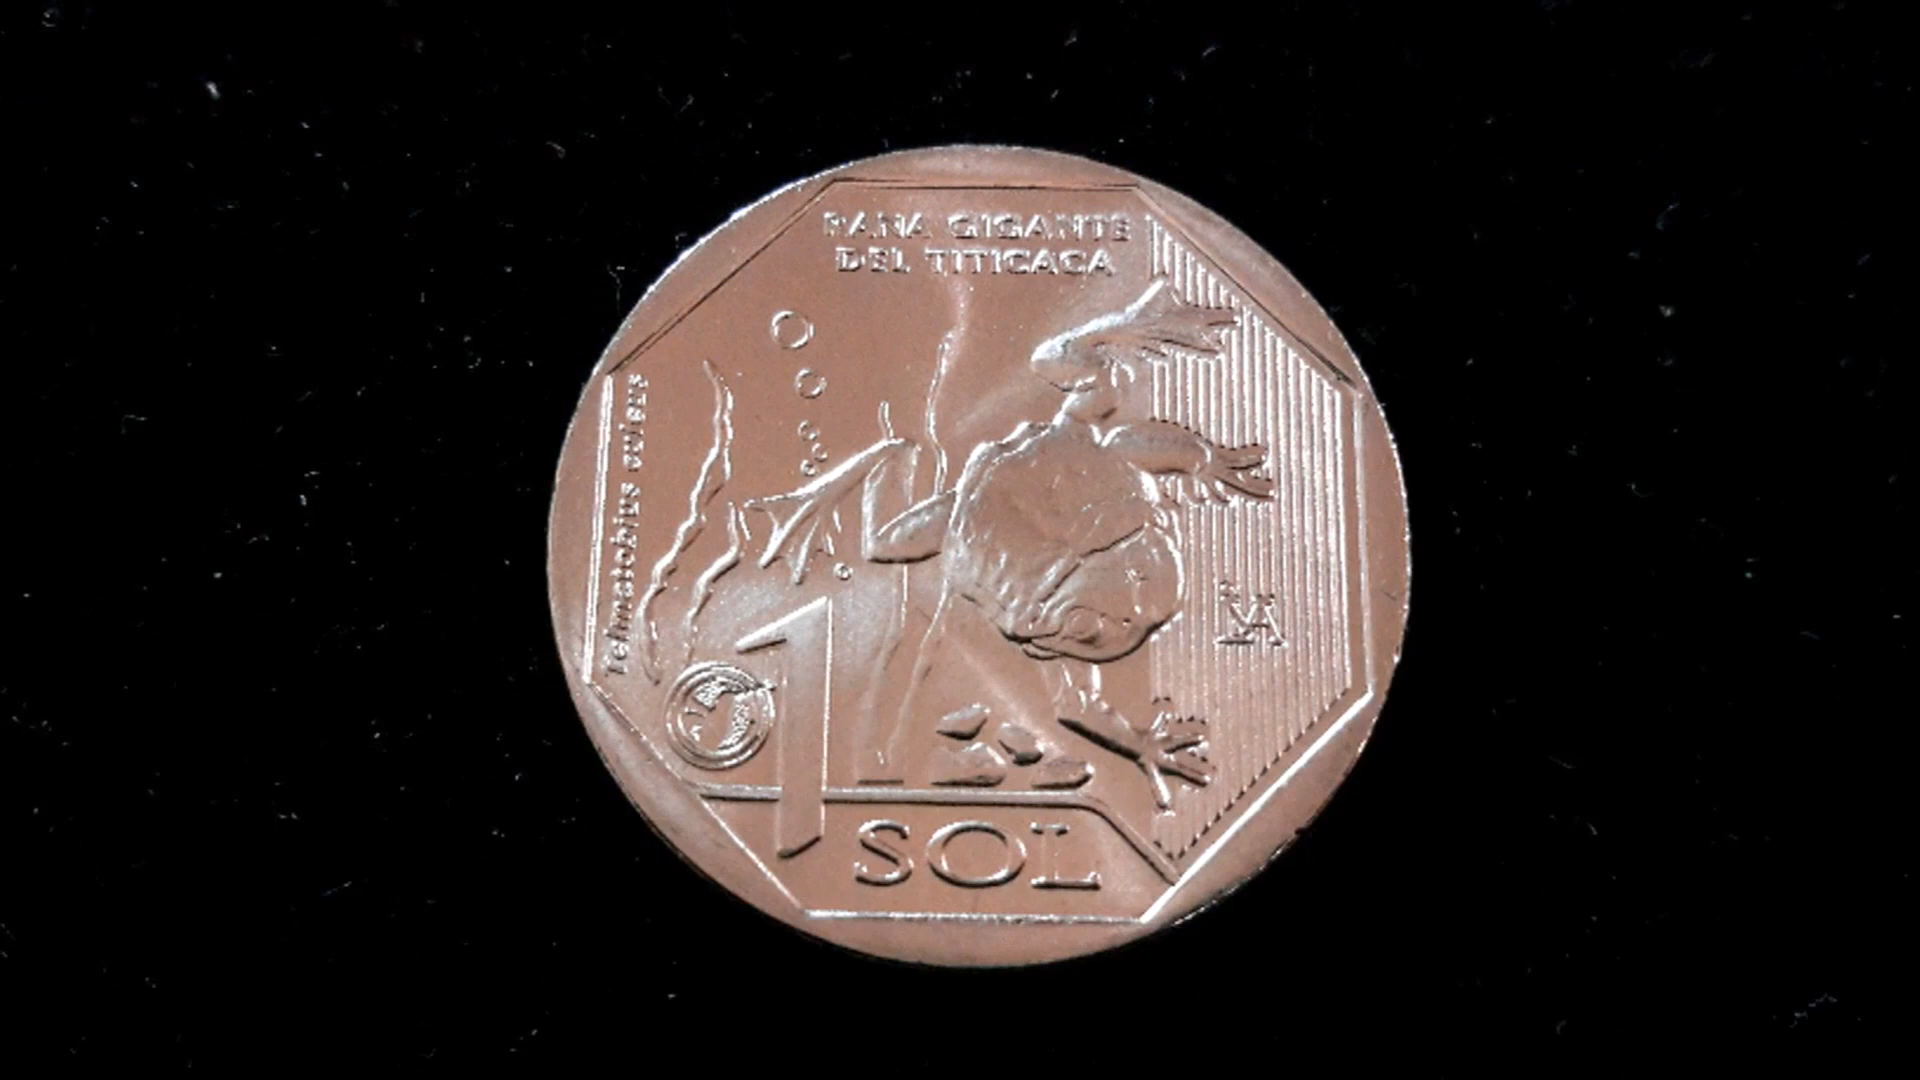 RANA GIGANTE
DEL TITICACA
Telmatobius culeus
1
SOL